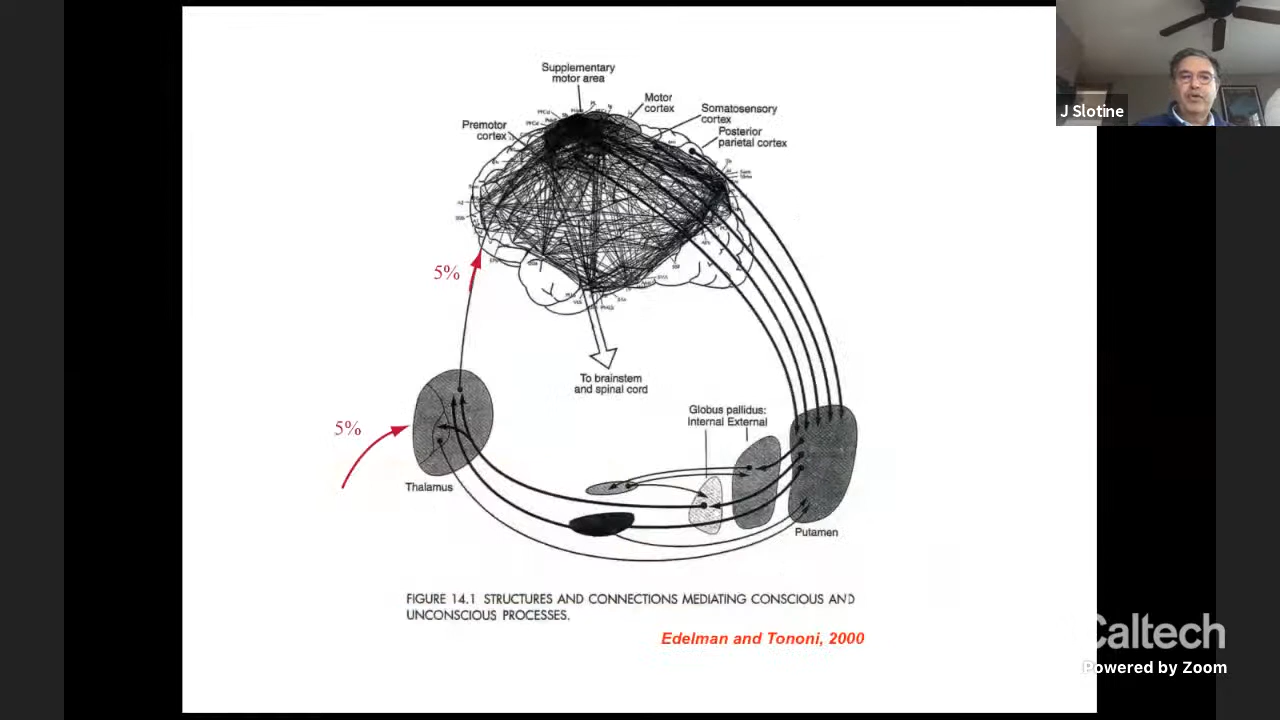 J Slotine
Supplementary
motor area
Motor
cortex
Somatosensory
cortex
Posterior
parietal cortex
Premotor
cortex
5%
To brainstem
and spinal cord
5%
Globus pallidus:
Internal External
Thalamus
Putamen
FIGURE 14.1 STRUCTURES AND CONNECTIONS MEDIATING CONSCIOUS AND
UNCONSCIOUS PROCESSES.
Edelman and Tononi, 2000
Caltech
Powered by Zoom